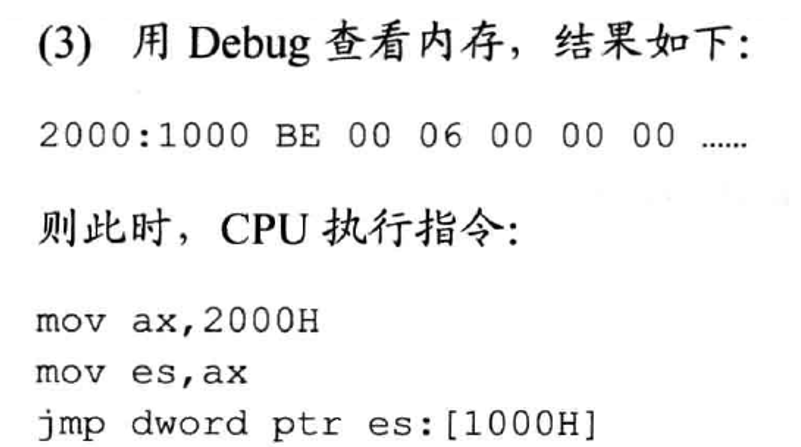 (3) 用 Debug 查看内存，结果如下：
2000:1000 BE 00 06 00 00 00 ......
则此时，CPU 执行指令：
mov ax,2000H
mov es,ax
jmp dword ptr es:[1000H]